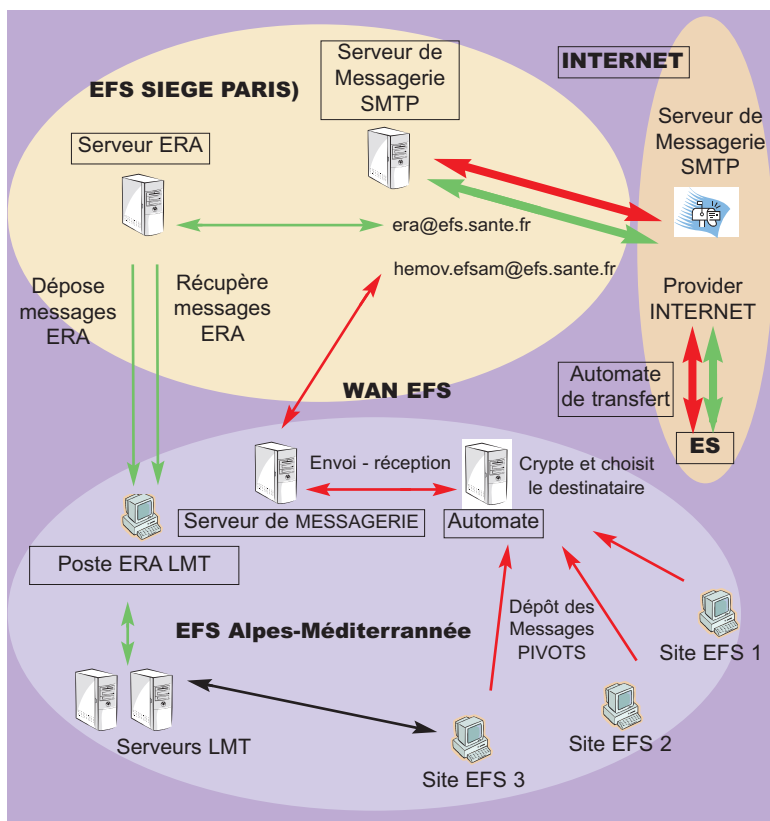 EFS SIEGE PARIS)
Serveur de
Messagerie
SMTP
INTERNET
Serveur ERA
Serveur de
Messagerie
SMTP
era@efs.sante.fr
hemov.efsam@efs.sante.fr
Dépose
messages
ERA
Récupère
messages
ERA
Provider
INTERNET
Automate
de transfert
ES
WAN EFS
Envoi - réception
Crypte et choisit
le destinataire
Serveur de MESSAGERIE
Automate
Poste ERA LMT
EFS Alpes-Méditerrannée
Dépôt des
Messages
PIVOTS
Site EFS 1
Site EFS 2
Serveurs LMT
Site EFS 3